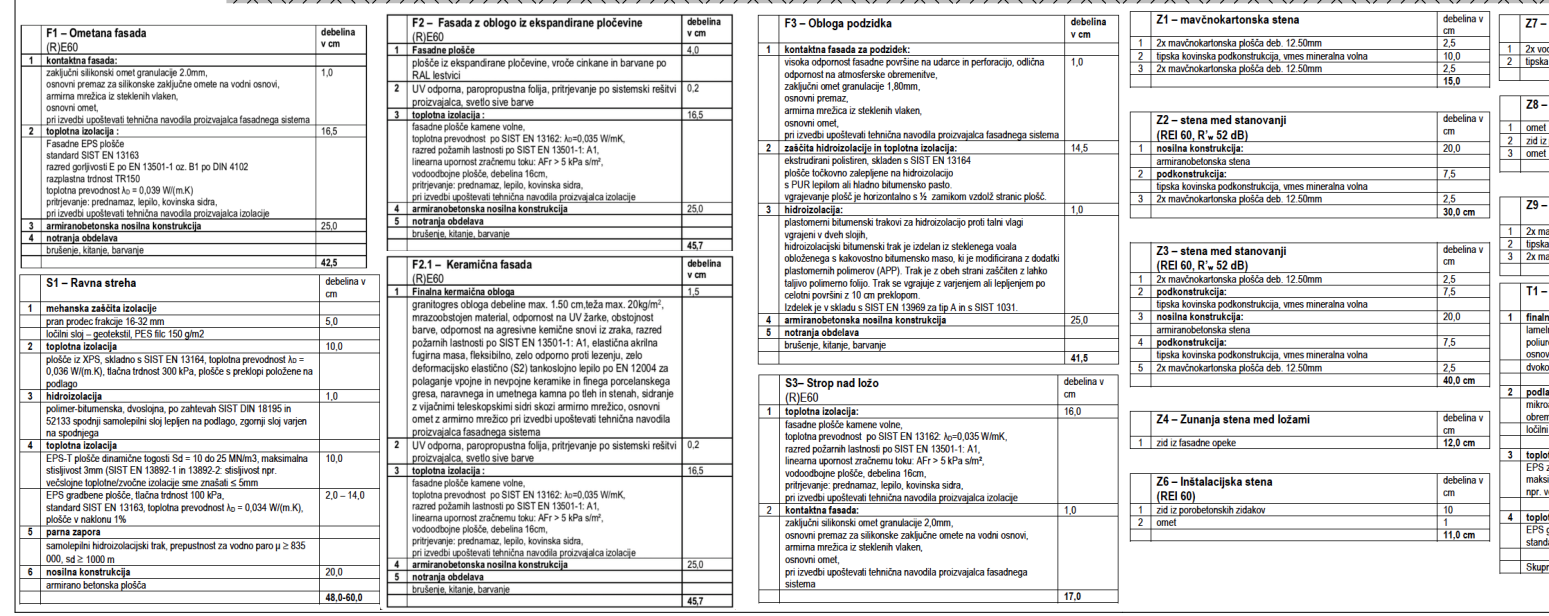 F1 – Ometana fasada debelina
(R)E60 v cm
1 kontaktna fasada:
zaključni silikonski omet granulacije 2.0mm, 1,0
osnovni premaz za silikonske zaključne omete na vodni osnovi,
armirna mrežica iz steklenih vlaken,
osnovni omet,
pri izvedbi upoštevati tehnična navodila proizvajalca fasadnega sistema
2 toplotna izolacija : 16,5
Fasadne EPS plošče
standard SIST EN 13163
razred gorljivosti E po EN 13501-1 oz. B1 po DIN 4102
razplastna trdnost TR150
toplotna prevodnost λD = 0,039 W/(m.K)
pritrjevanje: prednamaz, lepilo, kovinska sidra,
pri izvedbi upoštevati tehnična navodila proizvajalca izolacije
3 armiranobetonska nosilna konstrukcija 25,0
4 notranja obdelava
brušenje, kitanje, barvanje
42,5
S1 – Ravna streha debelina v
cm
1 mehanska zaščita izolacije
pran prodec frakcije 16-32 mm 5,0
ločilni sloj – geotekstil, PES filc 150 g/m2
2 toplotna izolacija 10,0
plošče iz XPS, skladno s SIST EN 13164, toplotna prevodnost λD =
0,036 W/(m.K), tlačna trdnost 300 kPa, plošče s preklopi položene na
podlago
3 hidroizolacija 1,0
polimer-bitumenska, dvoslojna, po zahtevah SIST DIN 18195 in
52133 spodnji samolepilni sloj lepljen na podlago, zgornji sloj varjen
na spodnjega
4 toplotna izolacija
EPS-T plošče dinamične togosti Sd = 10 do 25 MN/m3, maksimalna 10,0
stisljivost 3mm (SIST EN 13892-1 in 13892-2: stisljivost npr.
večslojne toplotne/zvočne izolacije sme znašati ≤ 5mm
EPS gradbene plošče, tlačna trdnost 100 kPa, 2,0 – 14,0
standard SIST EN 13163, toplotna prevodnost λD = 0,034 W/(m.K),
plošče v naklonu 1%
5 parna zapora
samolepilni hidroizolacijski trak, prepustnost za vodno paro μ ≥ 835
000, sd ≥ 1000 m
6 nosilna konstrukcija 20,0
armirano betonska plošča
48,0-60,0
F2 – Fasada z oblogo iz ekspandirane pločevine debelina
(R)E60 v cm
1 Fasadne plošče 4,0
plošče iz ekspandirane pločevine, vroče cinkane in barvane po
RAL lestvici
2 UV odporna, paropropustna folija, pritrjevanje po sistemski rešitvi 0,2
proizvajalca, svetlo sive barve
3 toplotna izolacija : 16,5
fasadne plošče kamene volne,
toplotna prevodnost po SIST EN 13162: λD=0,035 W/mK,
razred požarnih lastnosti po SIST EN 13501-1: A1,
linearna upornost zračnemu toku: AFr > 5 kPa s/m²,
vodoodbojne plošče, debelina 16cm,
pritrjevanje: prednamaz, lepilo, kovinska sidra,
pri izvedbi upoštevati tehnična navodila proizvajalca izolacije
4 armiranobetonska nosilna konstrukcija 25,0
5 notranja obdelava
brušenje, kitanje, barvanje
45,7
F2.1 – Keramična fasada debelina
(R)E60 v cm
1 Finalna kermaična obloga 1,5
granitogres obloga debeline max. 1.50 cm,teža max. 20kg/m²,
mrazoobstojen material, odpornost na UV žarke, obstojnost
barve, odpornost na agresivne kemične snovi iz zraka, razred
požarnih lastnosti po SIST EN 13501-1: A1, elastična akrilna
fugirna masa, fleksibilno, zelo odporno proti lezenju, zelo
deformacijsko elastično (S2) tankoslojno lepilo po EN 12004 za
polaganje vpojne in nevpojne keramike in finega porcelanskega
gresa, naravnega in umetnega kamna po tleh in stenah, sidranje
z vijačnimi teleskopskimi sidri skozi armirno mrežico, osnovni
omet z armirno mrežico pri izvedbi upoštevati tehnična navodila
proizvajalca fasadnega sistema
2 UV odporna, paropropustna folija, pritrjevanje po sistemski rešitvi 0,2
proizvajalca, svetlo sive barve
3 toplotna izolacija : 16,5
fasadne plošče kamene volne,
toplotna prevodnost po SIST EN 13162: λD=0,035 W/mK,
razred požarnih lastnosti po SIST EN 13501-1: A1,
linearna upornost zračnemu toku: AFr > 5 kPa s/m²,
vodoodbojne plošče, debelina 16cm,
pritrjevanje: prednamaz, lepilo, kovinska sidra,
pri izvedbi upoštevati tehnična navodila proizvajalca izolacije
4 armiranobetonska nosilna konstrukcija 25,0
5 notranja obdelava
brušenje, kitanje, barvanje
45,7
F3 – Obloga podzidka debelina
(R)E60 v cm
1 kontaktna fasada za podzidek:
visoka odpornost fasadne površine na udarce in perforacijo, odlična 1,0
odpornost na atmosferske obremenitve,
zaključni omet granulacije 1,80mm,
osnovni premaz,
armirna mrežica iz steklenih vlaken,
osnovni omet,
pri izvedbi upoštevati tehnična navodila proizvajalca fasadnega sistema
2 zaščita hidroizolacije in toplotna izolacija: 14,5
ekstrudirani polistiren, skladen s SIST EN 13164
plošče točkovno zalepljene na hidroizolacijo
s PUR lepilom ali hladno bitumensko pasto.
vgrajevanje plošč je horizontalno s ½ zamikom vzdolž stranic plošč.
3 hidroizolacija: 1,0
plastomerni bitumenski trakovi za hidroizolacijo proti talni vlagi
vgrajeni v dveh slojih,
hidroizolacijski bitumenski trak je izdelan iz steklenega voala
obloženega s kakovostno bitumensko maso, ki je modificirana z dodatki
plastomernih polimerov (APP). Trak je z obeh strani zaščiten z lahko
taljivo polimerno folijo. Trak se vgrajuje z varjenjem ali lepljenjem po
celotni površini z 10 cm preklopom.
Izdelek je v skladu s SIST EN 13969 za tip A in s SIST 1031.
4 armiranobetonska nosilna konstrukcija 25,0
5 notranja obdelava
brušenje, kitanje, barvanje
41,5
S3– Strop nad ložo debelina v
(R)E60 cm
1 toplotna izolacija: 16,0
fasadne plošče kamene volne,
toplotna prevodnost po SIST EN 13162: λD=0,035 W/mK,
razred požarnih lastnosti po SIST EN 13501-1: A1,
linearna upornost zračnemu toku: AFr > 5 kPa s/m²,
vodoodbojne plošče, debelina 16cm,
pritrjevanje: prednamaz, lepilo, kovinska sidra,
pri izvedbi upoštevati tehnična navodila proizvajalca izolacije
2 kontaktna fasada: 1,0
zaključni silikonski omet granulacije 2,0mm,
osnovni premaz za silikonske zaključne omete na vodni osnovi,
armirna mrežica iz steklenih vlaken,
osnovni omet,
pri izvedbi upoštevati tehnična navodila proizvajalca fasadnega
sistema
17,0
Z1 – mavčnokartonska stena debelina v
cm
1 2x mavčnokartonska plošča deb. 12.50mm 2,5
2 tipska kovinska podkonstrukcija, vmes mineralna volna 10,0
3 2x mavčnokartonska plošča deb. 12.50mm 2,5
15,0
Z2 – stena med stanovanji debelina v
(REI 60, R'w 52 dB) cm
1 nosilna konstrukcija: 20,0
armiranobetonska stena
2 podkonstrukcija: 7,5
tipska kovinska podkonstrukcija, vmes mineralna volna
3 2x mavčnokartonska plošča deb. 12.50mm 2,5
30,0 cm
Z3 – stena med stanovanji debelina v
(REI 60, R'w 52 dB) cm
1 2x mavčnokartonska plošča deb. 12.50mm 2,5
2 podkonstrukcija: 7,5
tipska kovinska podkonstrukcija, vmes mineralna volna
3 nosilna konstrukcija: 20,0
armiranobetonska stena
4 podkonstrukcija: 7,5
tipska kovinska podkonstrukcija, vmes mineralna volna
5 2x mavčnokartonska plošča deb. 12.50mm 2,5
40,0 cm
Z4 – Zunanja stena med ložami debelina v
cm
1 zid iz fasadne opeke 12,0 cm
Z6 – Inštalacijska stena debelina v
(REI 60) cm
1 zid iz porobetonskih zidakov 10
2 omet 1
11,0 cm
Z7 –
1 2x
2 tipska
Z8 –
1 omet
2 zid iz
3 omet
Z9 –
1 2x
2 tipska
3 2x
T1 –
1
2
3
EPS
npr.
4
EPS